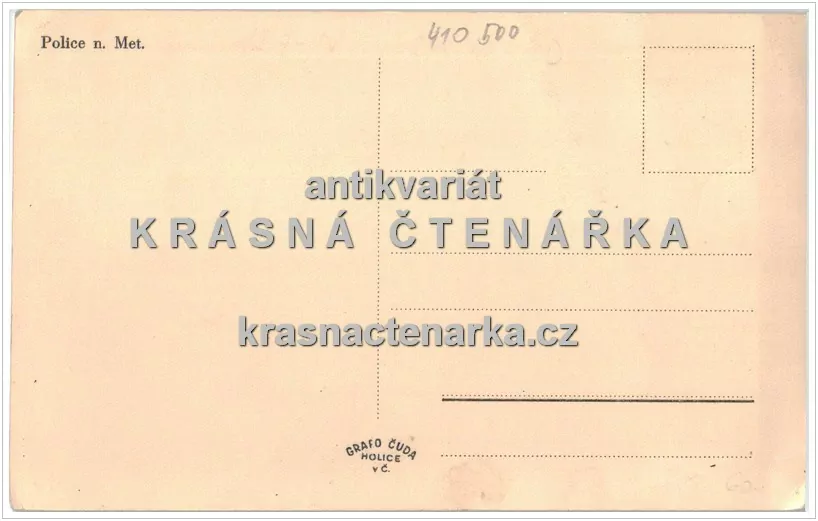 Police n. Met.
410 500
antikvariát
KRÁSNÁ ČTENÁŘKA
krasnactenarka.cz
GRAFO ČUDA
HOLICE
v Č.